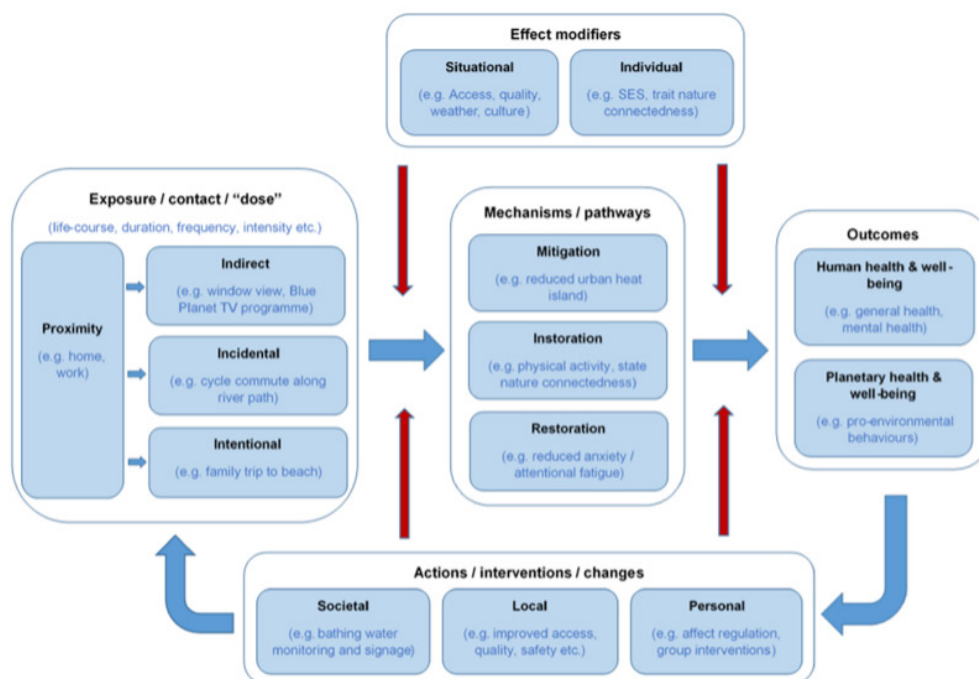 Effect modifiers
Situational
(e.g. Access, quality,
weather, culture)
Individual
(e.g. SES, trait nature
connectedness)
Exposure / contact / “dose”
(life-course, duration, frequency, intensity etc.)
Proximity
(e.g. home,
work)
Indirect
(e.g. window view, Blue
Planet TV programme)
Incidental
(e.g. cycle commute along
river path)
Intentional
(e.g. family trip to beach)
Mechanisms / pathways
Mitigation
(e.g. reduced urban heat
island)
Instoration
(e.g. physical activity, state
nature connectedness)
Restoration
(e.g. reduced anxiety /
attentional fatigue)
Outcomes
Human health & well-
being
(e.g. general health,
mental health)
Planetary health &
well-being
(e.g. pro-environmental
behaviours)
Actions / interventions / changes
Societal
(e.g. bathing water
monitoring and signage)
Local
(e.g. improved access,
quality, safety etc.)
Personal
(e.g. affect regulation,
group interventions)